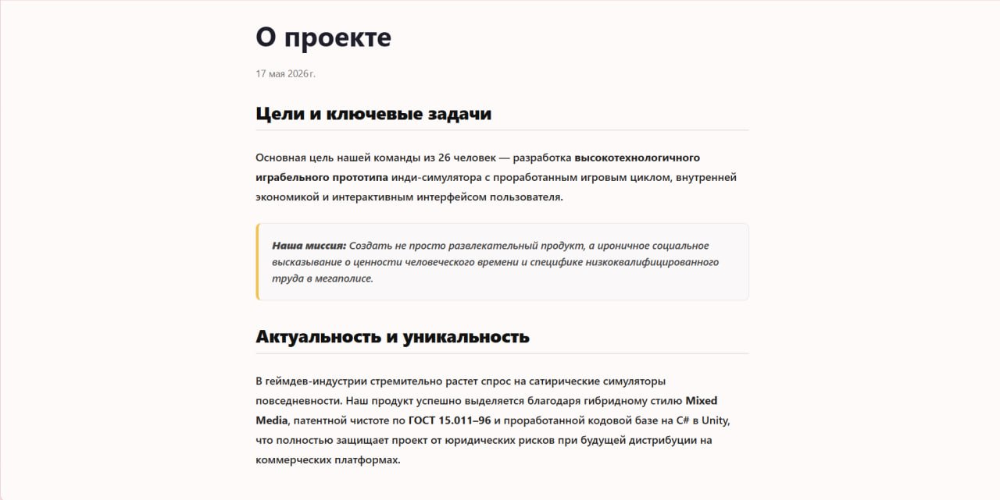 О проекте
17 мая 2026 г.
Цели и ключевые задачи
Основная цель нашей команды из 26 человек — разработка высокотехнологичного
играбельного прототипа инди-симулятора с проработанным игровым циклом, внутренней
экономикой и интерактивным интерфейсом пользователя.
Наша миссия: Создать не просто развлекательный продукт, а ироничное социальное
высказывание о ценности человеческого времени и специфике низкоквалифицированного
труда в мегаполисе.
Актуальность и уникальность
В геймдев-индустрии стремительно растет спрос на сатирические симуляторы
повседневности. Наш продукт успешно выделяется благодаря гибридному стилю Mixed
Media, патентной чистоте по ГОСТ 15.011–96 и проработанной кодовой базе на C# в Unity,
что полностью защищает проект от юридических рисков при будущей дистрибуции на
коммерческих платформах.